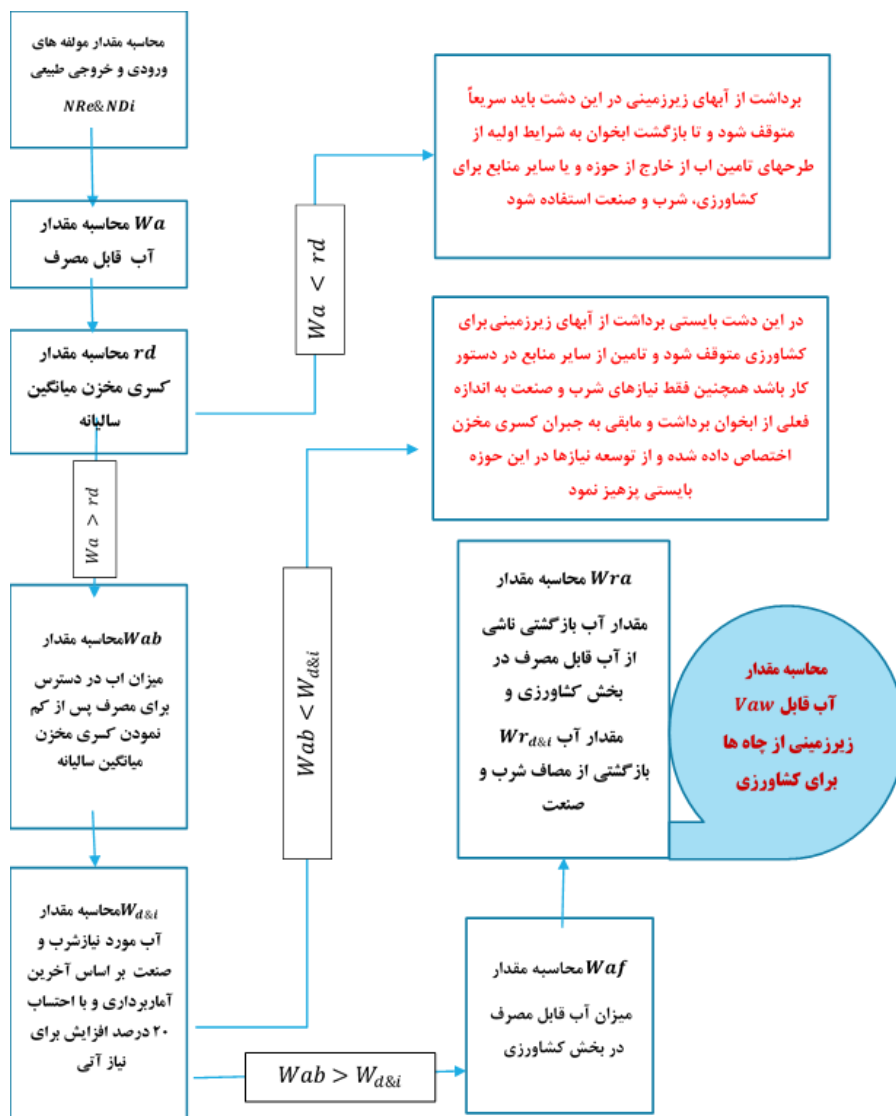 محاسبه مقدار مولفه های
ورودی و خروجی طبیعی
NRe&NDi
محاسبه مقدار Wa
آب قابل مصرف
محاسبه مقدار rd
کسری مخزن میانگین
سالیانه
Wa > rd
محاسبه مقدار Wab
میزان اب در دسترس
برای مصرف پس از کم
نمودن کسری مخزن
میانگین سالیانه
محاسبه مقدار Wd&i
آب مورد نیازشرب و
صنعت بر اساس آخرین
آماربرداری و با احتساب
۲۰ درصد افزایش برای
نیاز آتی
Wa < rd
برداشت از آبهای زیرزمینی در این دشت باید سریعاً
متوقف شود و تا بازگشت ابخوان به شرایط اولیه از
طرحهای تامین اب از خارج از حوزه و یا سایر منابع برای
کشاورزی، شرب و صنعت استفاده شود
Wab < Wd&i
در این دشت بایستی برداشت از آبهای زیرزمینی برای
کشاورزی متوقف شود و تامین از سایر منابع در دستور
کار باشد همچنین فقط نیازهای شرب و صنعت به اندازه
فعلی از ابخوان برداشت و مابقی به جبران کسری مخزن
اختصاص داده شده و از توسعه نیازها در این حوزه
بایستی پزهیز نمود
Wab > Wd&i
محاسبه مقدار Waf
میزان آب قابل مصرف
در بخش کشاورزی
محاسبه مقدار Wra
مقدار آب بازگشتی ناشی
از آب قابل مصرف در
بخش کشاورزی و
مقدار آب Wrd&i
بازگشتی از مصاف شرب و
صنعت
محاسبه مقدار
آب قابل Vaw
زیرزمینی از چاه ها
برای کشاورزی